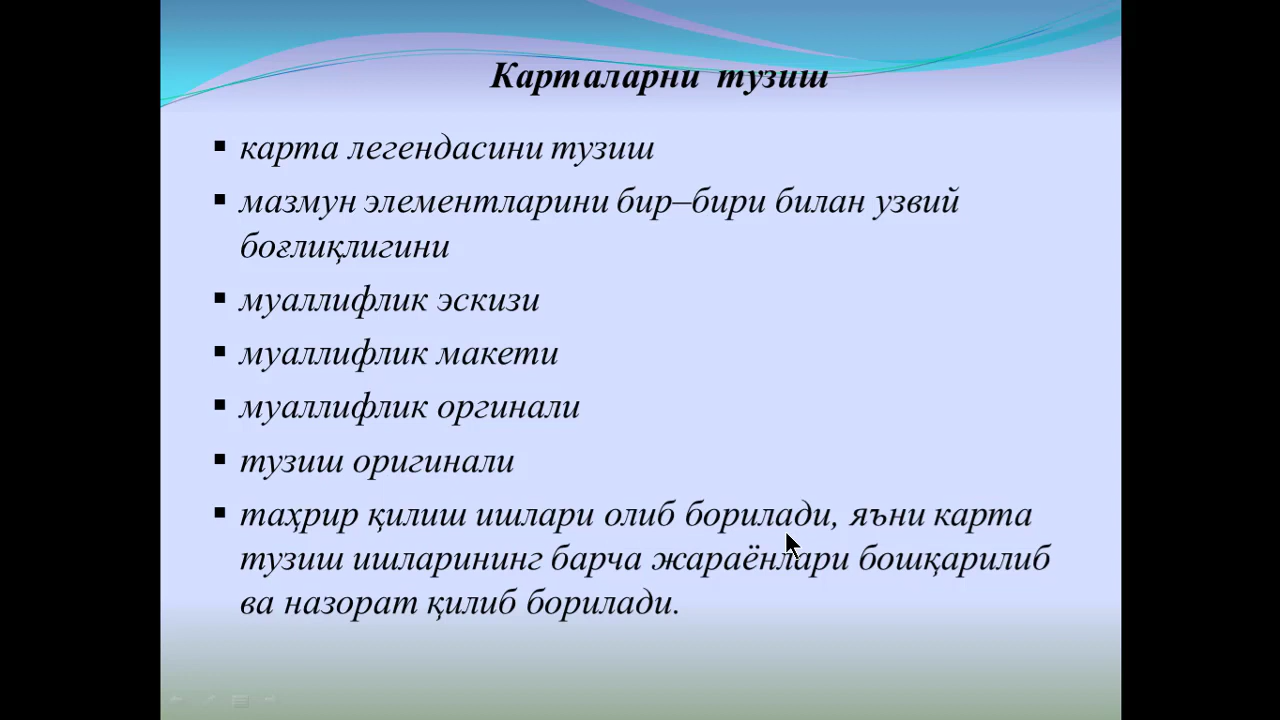 Карталарни тузиш
▪ карта легендасини тузиш
▪ мазмун элементларини бир–бири билан узвий
боғлиқлигини
▪ муаллифлик эскизи
▪ муаллифлик макети
▪ муаллифлик оргинали
▪ тузиш оригинали
▪ таҳрир қилиш ишлари олиб борилади, яъни карта
тузиш ишларининг барча жараёнлари бошқарилиб
ва назорат қилиб борилади.